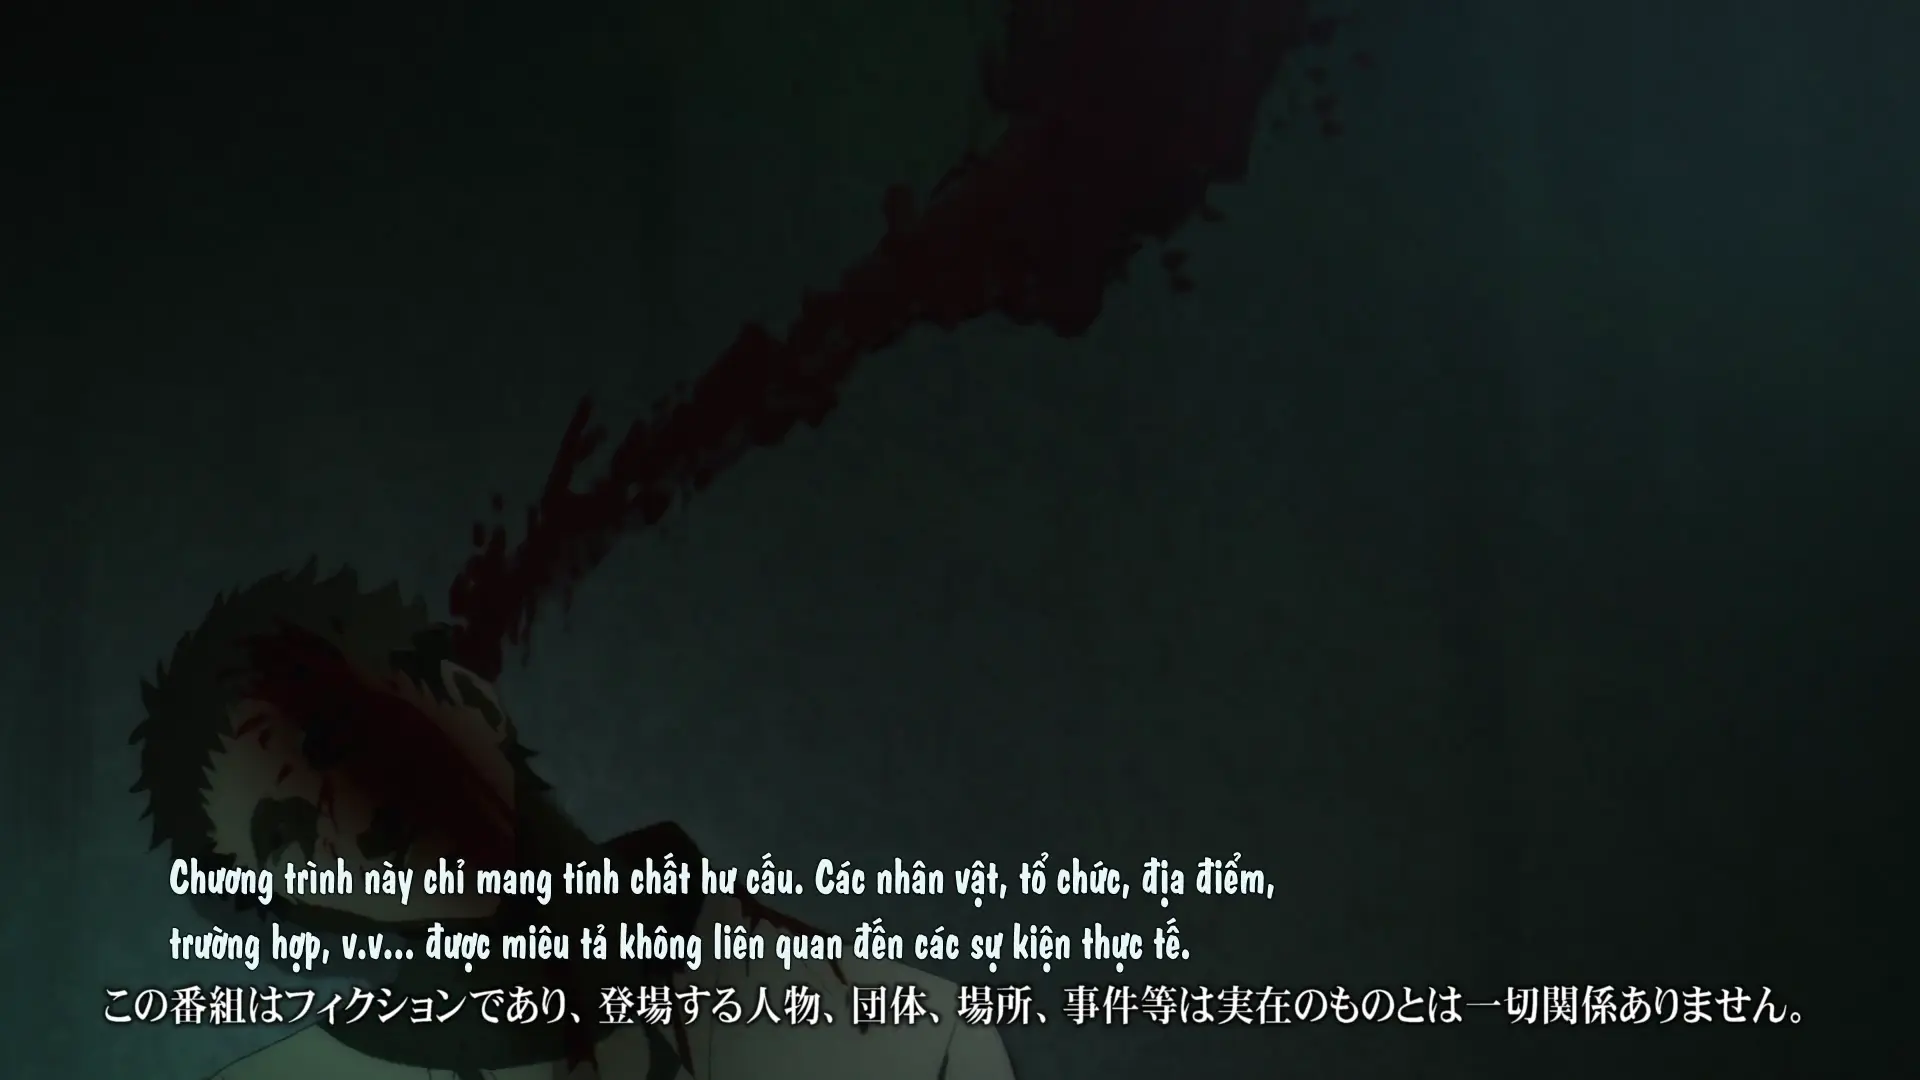 Chương trình này chỉ mang tính chất hư cấu. Các nhân vật, tổ chức, địa điểm,
trường hợp, v.v... được miêu tả không liên quan đến các sự kiện thực tế.
この番組はフィクションであり、登場する人物、団体、場所、事件等は実在のものとは一切関係ありません。